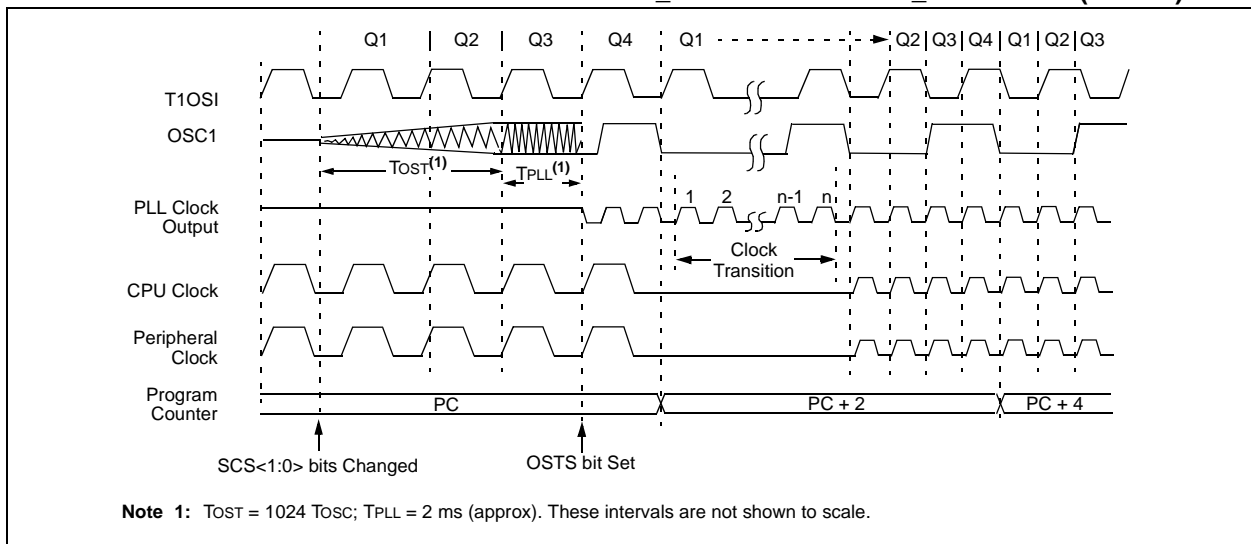 Q1 Q2 Q3 Q4 Q1 Q2 Q3 Q4 Q1 Q2 Q3
T1OSI
OSC1
TOST(1) TPLL(1)
1 2 n-1 n
PLL Clock
Output
Clock
Transition
CPU Clock
Peripheral
Clock
Program
Counter
PC PC + 2 PC + 4
SCS<1:0> bits Changed OSTS bit Set
Note 1: TOST = 1024 TOSC; TPLL = 2 ms (approx). These intervals are not shown to scale.